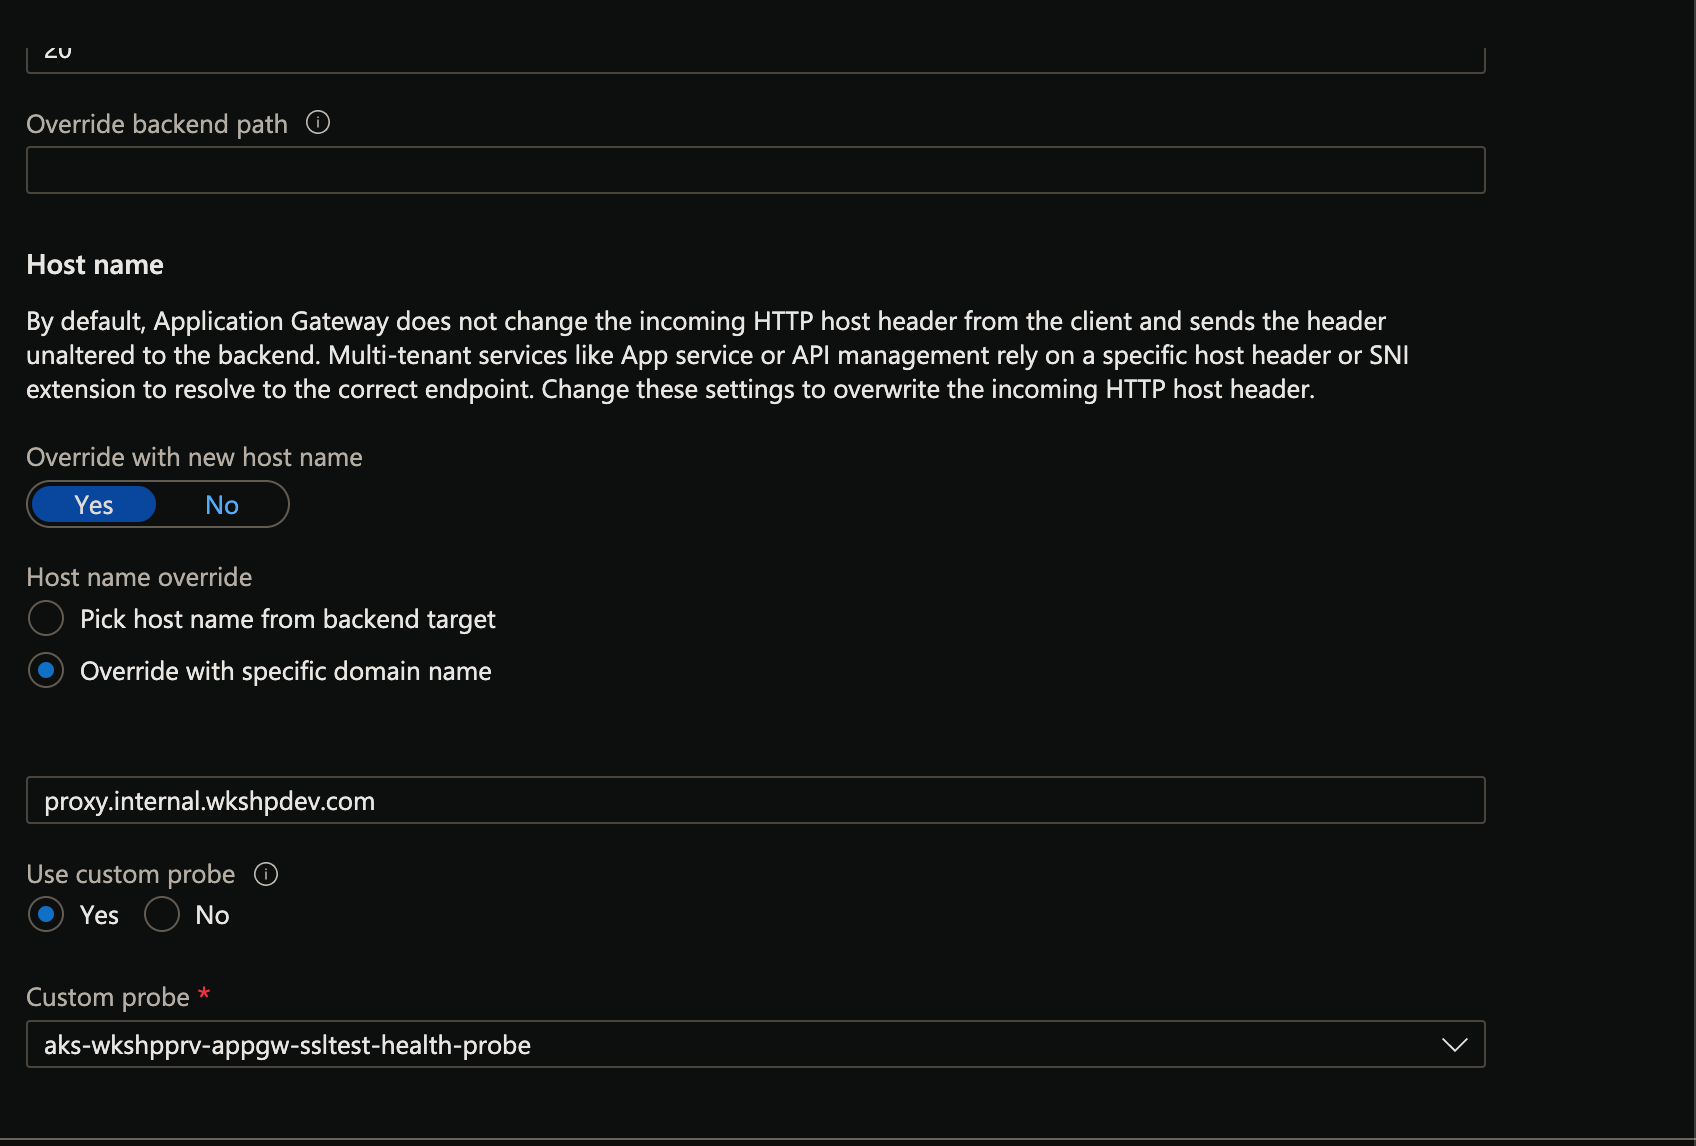 20
Override backend path
Host name
By default, Application Gateway does not change the incoming HTTP host header from the client and sends the header
unaltered to the backend. Multi-tenant services like App service or API management rely on a specific host header or SNI
extension to resolve to the correct endpoint. Change these settings to overwrite the incoming HTTP host header.
Override with new host name
Yes No
Host name override
Pick host name from backend target
Override with specific domain name
proxy.internal.wkshpdev.com
Use custom probe
Yes No
Custom probe *
aks-wkshpprv-appgw-ssltest-health-probe